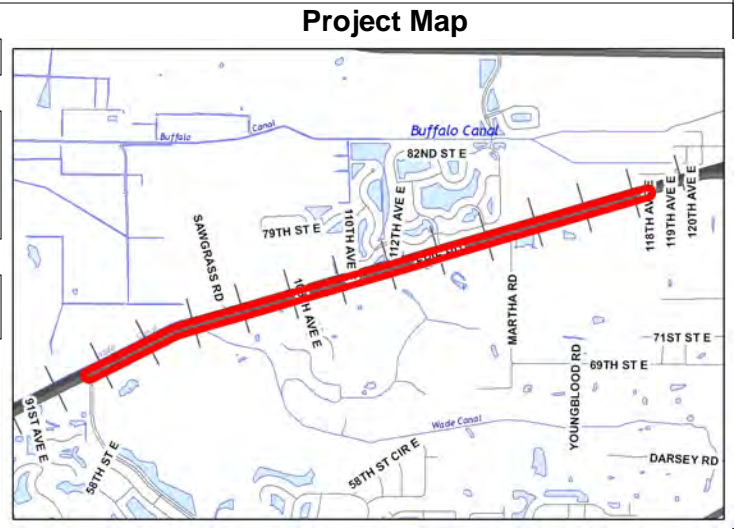 Project Map
Buffalo Canal
Buffalo
Canal
82ND ST E
SAWGRASS RD
79TH ST E
110TH AVE
112TH AVE E
118TH AVE E
119TH AVE E
120TH AVE E
MARTHA RD
71ST ST E
69TH ST E
YOUNGBLOOD RD
Wade Canal
91ST AVE E
58TH ST E
58TH ST CIR E
DARSEY RD